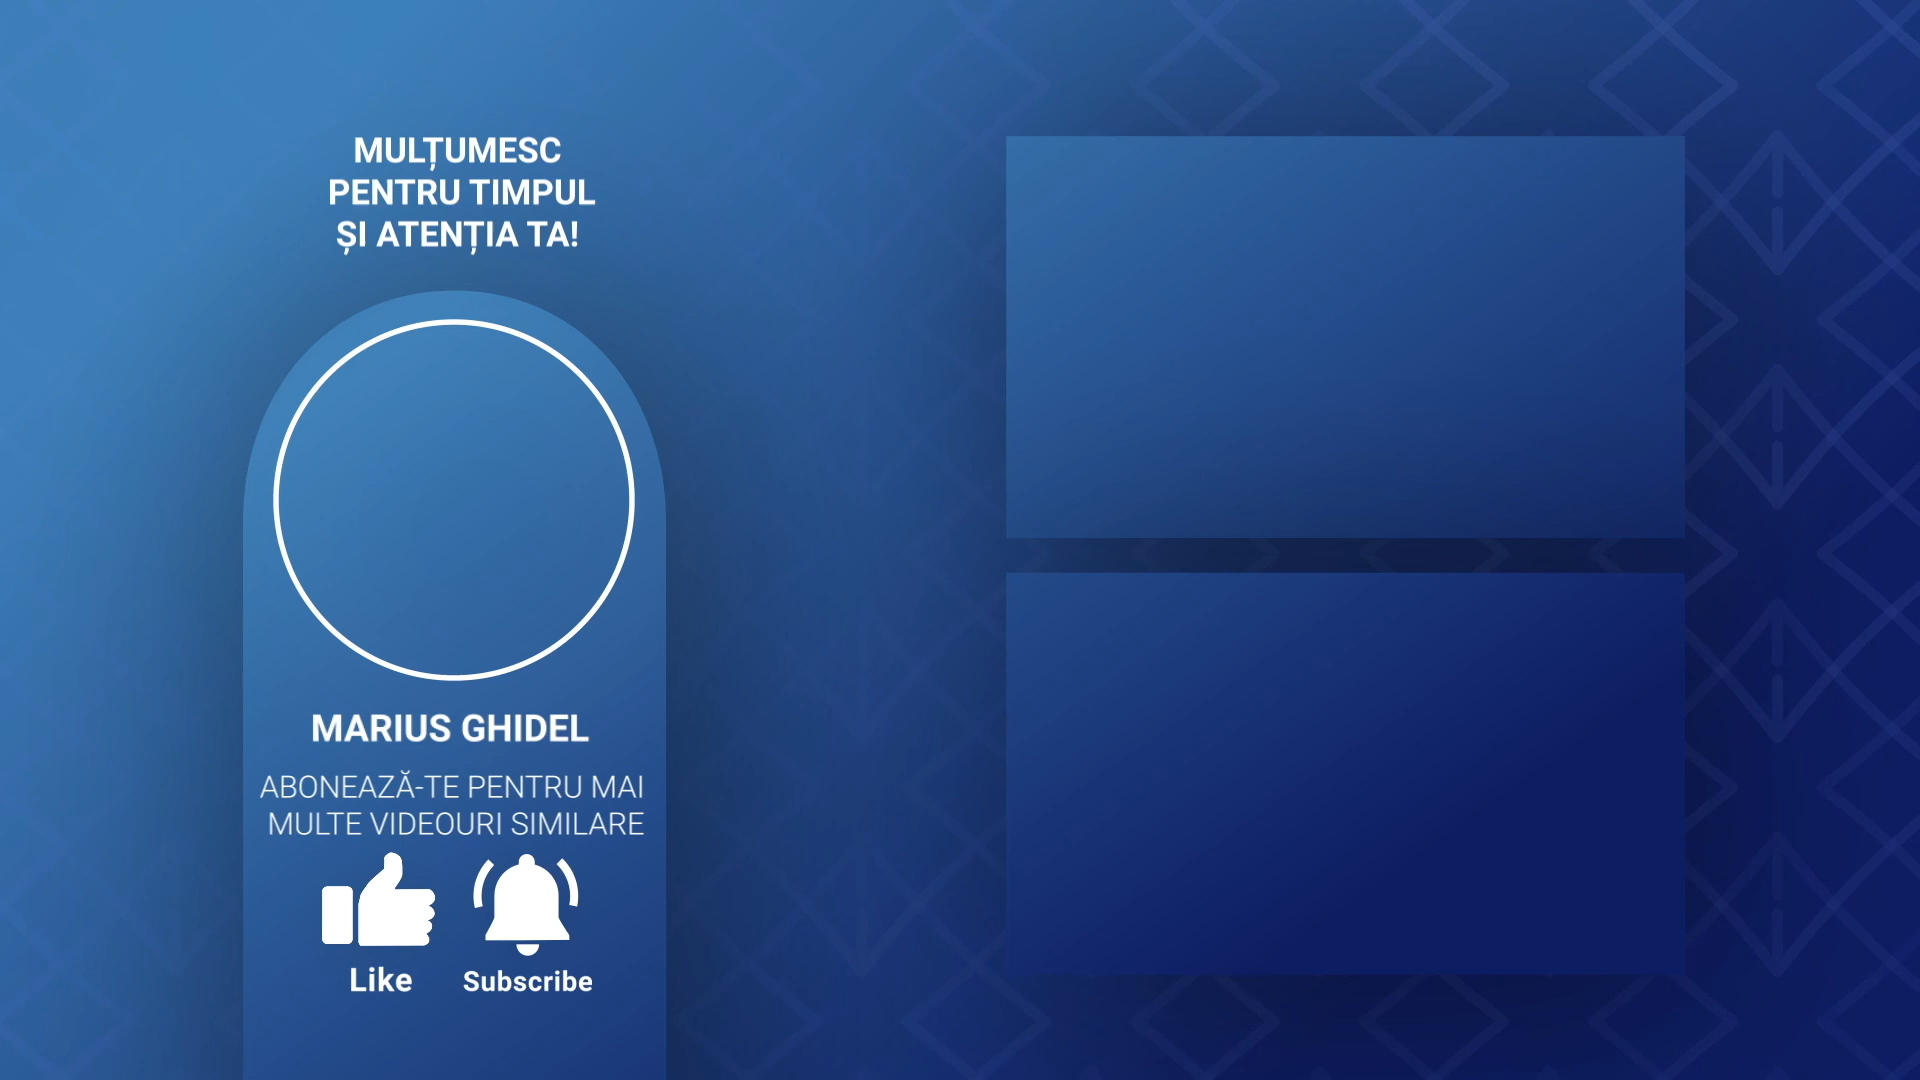 MULȚUMESC
PENTRU TIMPUL
ȘI ATENȚIA TA!
MARIUS GHIDEL
ABONEAZĂ-TE PENTRU MAI
MULTE VIDEOURI SIMILARE
Like
Subscribe